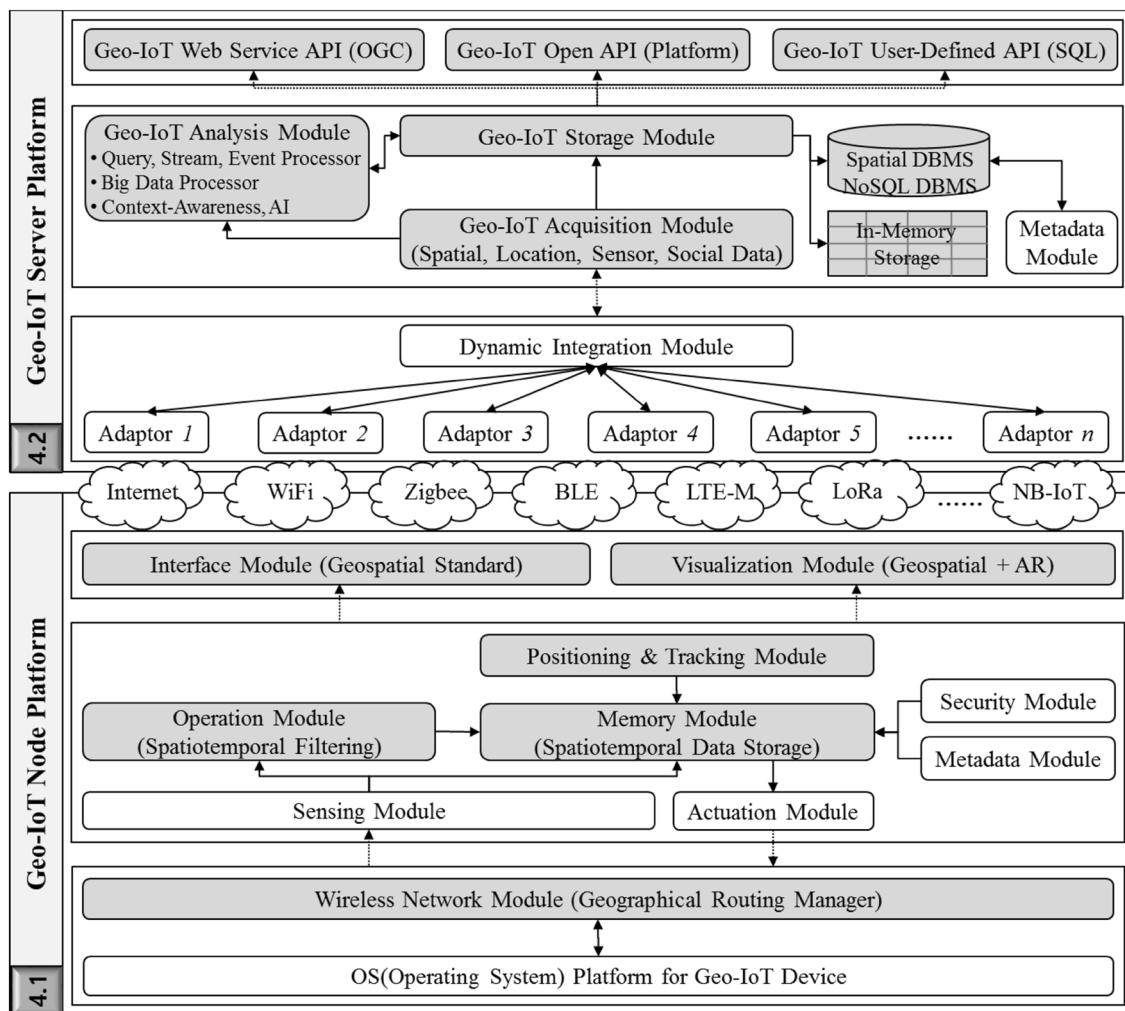 Geo-IoT Server Platform
4.2
Geo-IoT Web Service API (OGC)
Geo-IoT Open API (Platform)
Geo-IoT User-Defined API (SQL)
Geo-IoT Analysis Module
• Query, Stream, Event Processor
• Big Data Processor
• Context-Awareness, AI
Geo-IoT Storage Module
Geo-IoT Acquisition Module
(Spatial, Location, Sensor, Social Data)
Spatial DBMS
NoSQL DBMS
In-Memory
Storage
Metadata
Module
Dynamic Integration Module
Adaptor 1
Adaptor 2
Adaptor 3
Adaptor 4
Adaptor 5
......
Adaptor n
Internet
WiFi
Zigbee
BLE
LTE-M
LoRa
......
NB-IoT
Geo-IoT Node Platform
4.1
Interface Module (Geospatial Standard)
Visualization Module (Geospatial + AR)
Positioning & Tracking Module
Operation Module
(Spatiotemporal Filtering)
Memory Module
(Spatiotemporal Data Storage)
Security Module
Metadada Module
Sensing Module
Actuation Module
Wireless Network Module (Geographical Routing Manager)
OS(Operating System) Platform for Geo-IoT Device